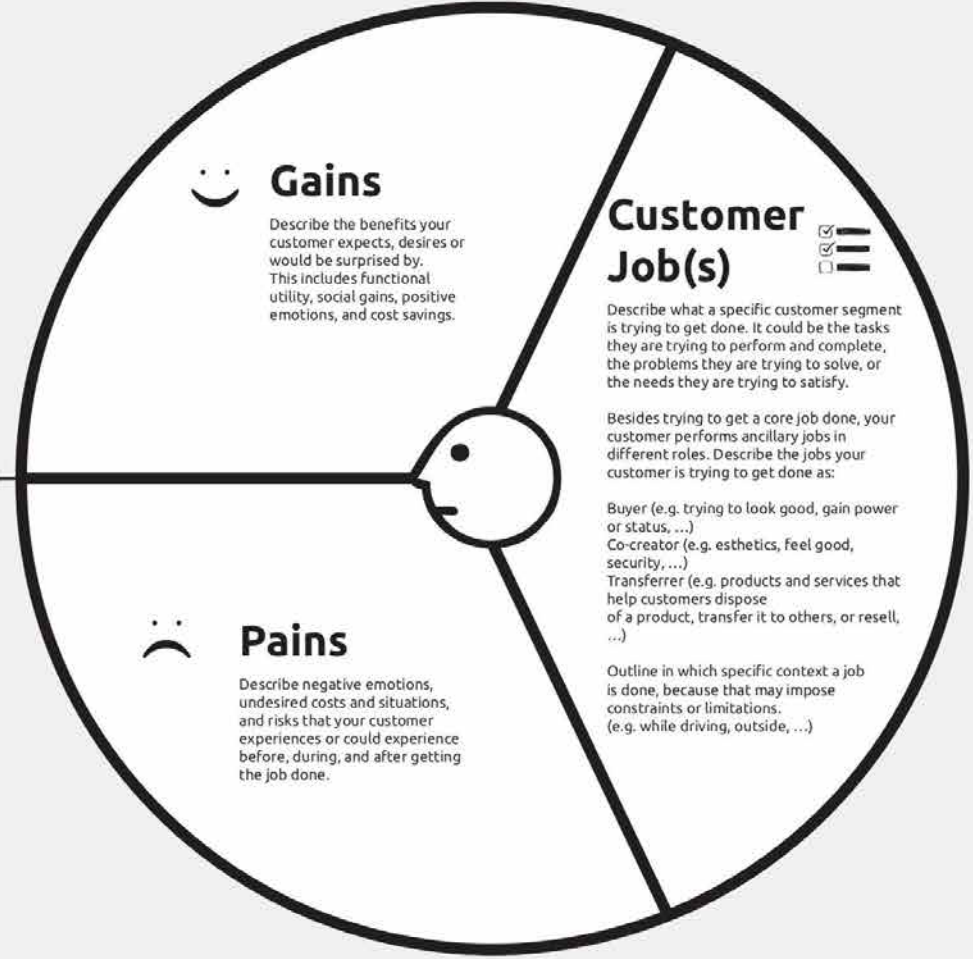 Gains
Describe the benefits your
customer expects, desires or
would be surprised by.
This includes functional
utility, social gains, positive
emotions, and cost savings.
Customer
Job(s)
Describe what a specific customer segment
is trying to get done. It could be the tasks
they are trying to perform and complete,
the problems they are trying to solve, or
the needs they are trying to satisfy.
Besides trying to get a core job done, your
customer performs ancillary jobs in
different roles. Describe the jobs your
customer is trying to get done as:
Buyer (e.g. trying to look good, gain power
or status, ...)
Co-creator (e.g. esthetics, feel good,
security, ...)
Transferrer (e.g. products and services that
help customers dispose
of a product, transfer it to others, or resell,
...)
Outline in which specific context a job
is done, because that may impose
constraints or limitations.
(e.g. while driving, outside, ...)
Pains
Describe negative emotions,
undesired costs and situations,
and risks that your customer
experiences or could experience
before, during, and after getting
the job done.